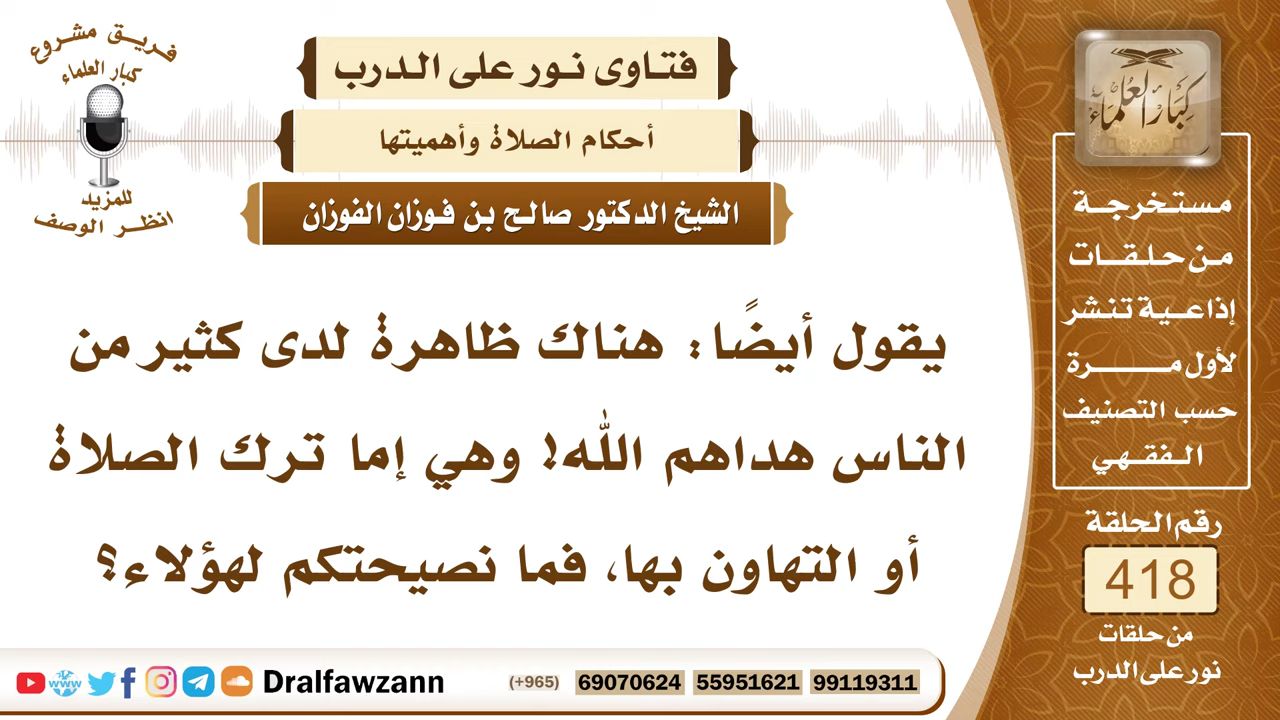 فريق مشروع
كبار العلماء
للمزيد
انظر الوصف
فتاوى نور على الدرب
أحكام الصلاة وأهميتها
الشيخ الدكتور صالح بن فوزان الفوزان
يقول أيضًا: هناك ظاهرة لدى كثير من
الناس هداهم الله! وهي إما ترك الصلاة
أو التهاون بها، فما نصيحتكم لهؤلاء؟
كبار العلماء
مستخرجة
من حلقات
إذاعية تنشر
لأول مرة
حسب التصنيف
الفقهي
رقم الحلقة
418
من حلقات
نور على الدرب
www Dralfawzann (+965) 69070624 55951621 99119311